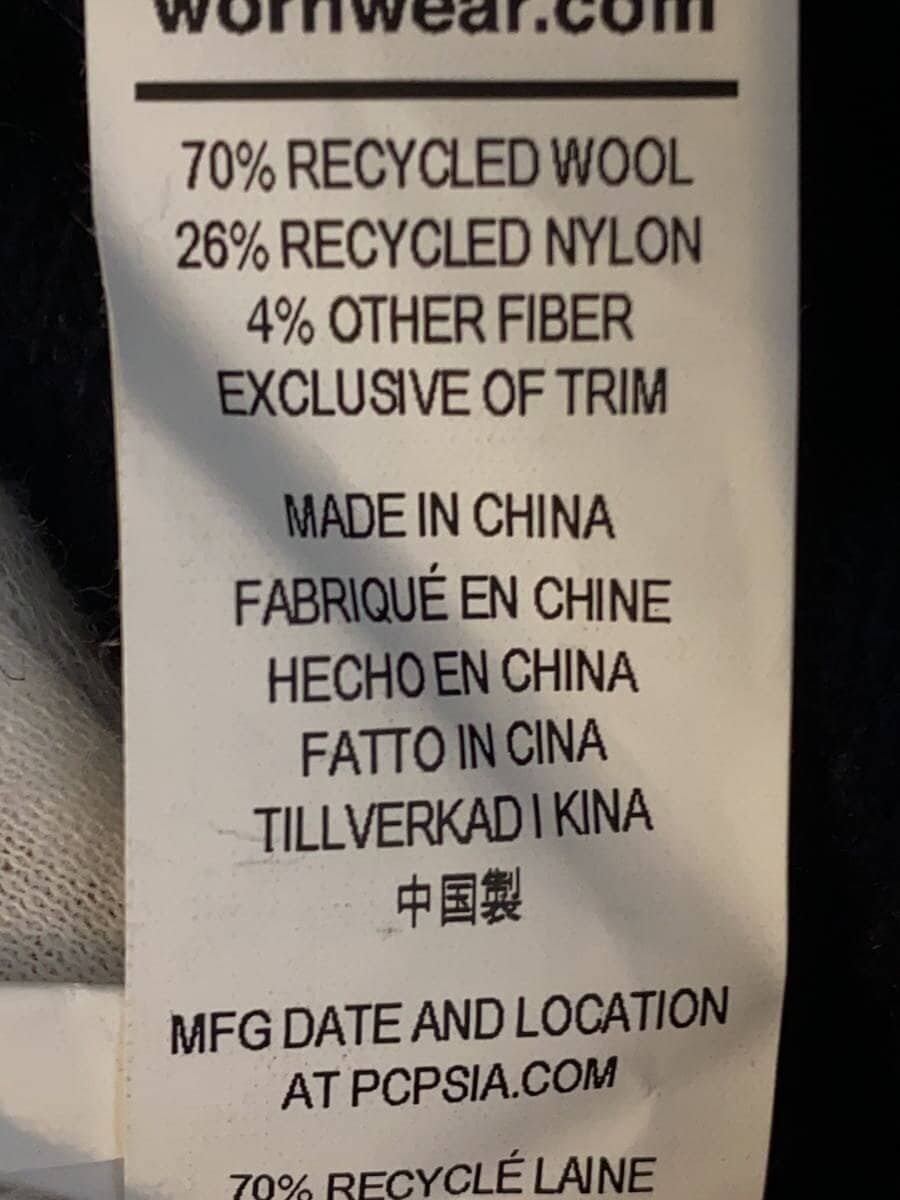 wornwear.com
70% RECYCLED WOOL
26% RECYCLED NYLON
4% OTHER FIBER
EXCLUSIVE OF TRIM
MADE IN CHINA
FABRIQUÉ EN CHINE
HECHO EN CHINA
FATTO IN CINA
TILLVERKAD I KINA
中国製
MFG DATE AND LOCATION
AT PCPSIA.COM
70% RECYCLÉ LAINE